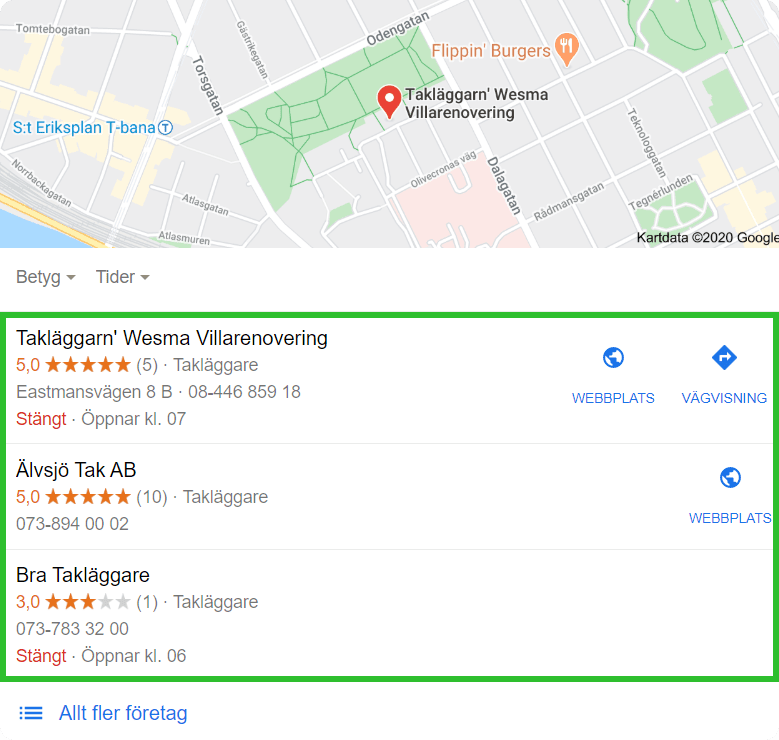 Tomtebogatan
Odengatan
Gästrikegatan
Flippin' Burgers
Torsgatan
Takläggarn' Wesma
Villarenovering
S:t Eriksplan T-bana T
Teknologgatan
Olivecronas väg
Norrbackagatan
Dalagatan
Tegnérlunden
Rådmansgatan
Atlasgatan
Atlasmuren
Kartdata ©2020 Google
Betyg Tider
Takläggarn' Wesma Villarenovering
5,0 ★★★★★ (5) · Takläggare
Eastmansvägen 8 B · 08-446 859 18
WEBBPLATS VÄGVISNING
Stängt · Öppnar kl. 07
Älvsjö Tak AB
5,0 ★★★★★ (10) · Takläggare
073-894 00 02
WEBBPLATS
Bra Takläggare
3,0 ★★★★★ (1) · Takläggare
073-783 32 00
Stängt · Öppnar kl. 06
Allt fler företag